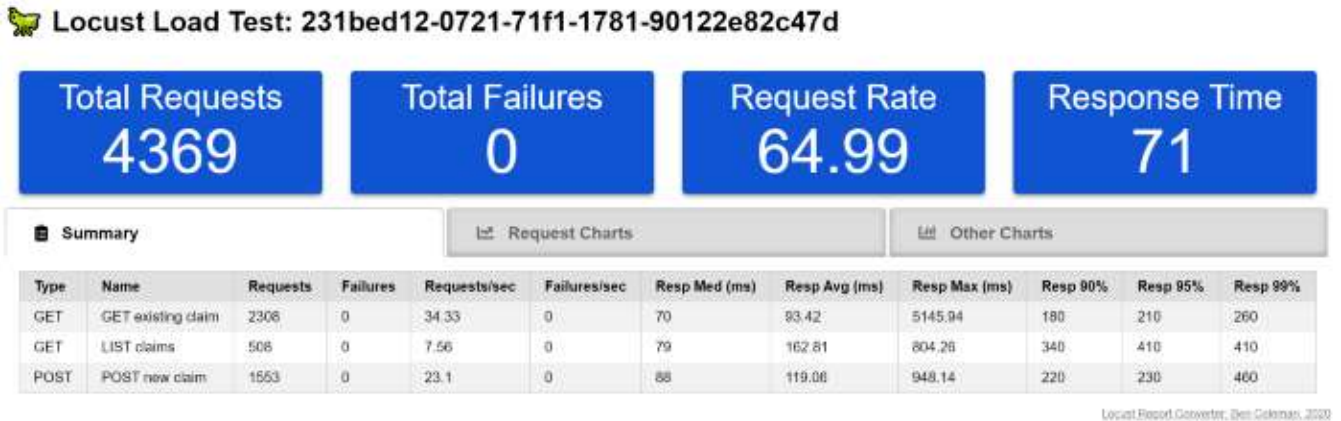 Locust Load Test: 231bed12-0721-71f1-1781-90122e82c47d
Total Requests Total Failures Request Rate Response Time
4369 0 64.99 71
Summary Request Charts Other Charts
Type Name Requests Failures Requests/sec Failures/sec Resp Med (ms) Resp Avg (ms) Resp Max (ms) Resp 90% Resp 95% Resp 99%
GET GET existing claim 2308 0 34.33 0 70 93.42 5145.94 180 210 260
GET LIST claims 508 0 7.56 0 79 162.81 804.26 340 410 410
POST POST new claim 1553 0 23.1 0 88 119.06 948.14 220 230 460
Locust Report Converter, Ben Coleman, 2020